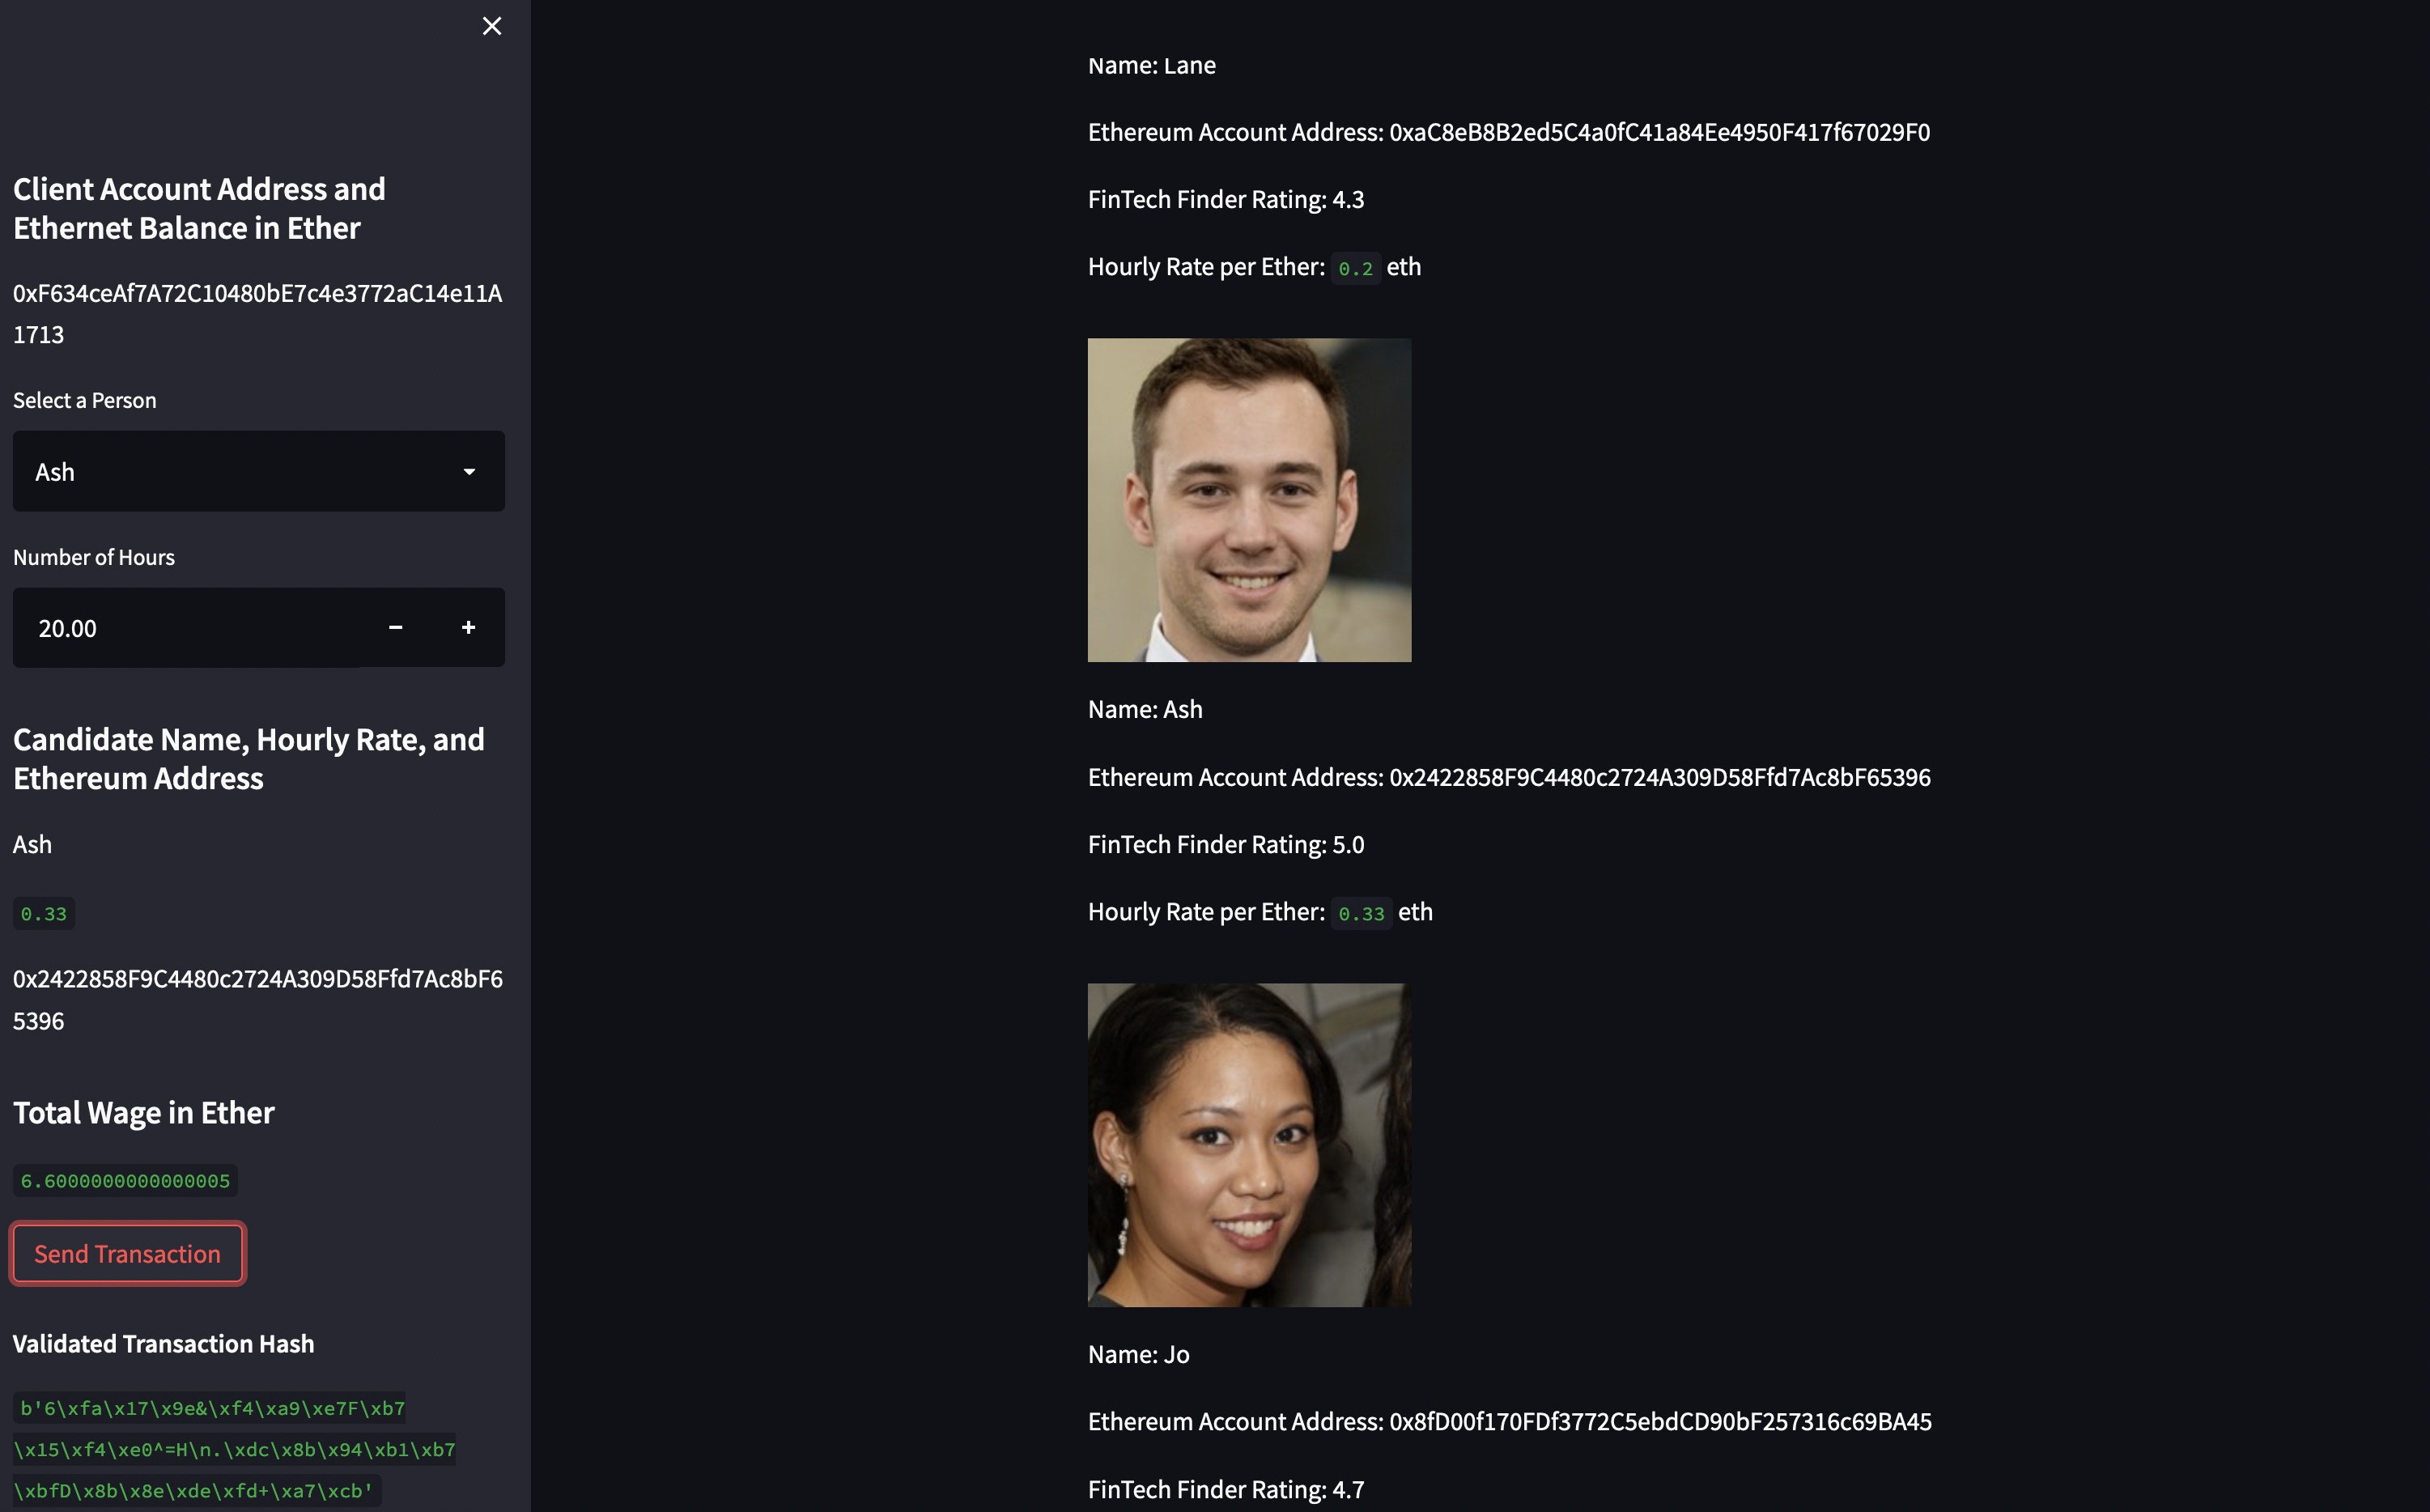 Client Account Address and
Ethernet Balance in Ether
0xF634ceAf7A72C10480bE7c4e3772aC14e11A
1713
Select a Person
Ash
Number of Hours
20.00
Candidate Name, Hourly Rate, and
Ethereum Address
Ash
0.33
0x2422858F9C4480c2724A309D58Ffd7Ac8bF6
5396
Total Wage in Ether
6.6000000000000005
Send Transaction
Validated Transaction Hash
b'6\xfa\x17\x9e&\xf4\xa9\xe7F\xb7
\x15\xf4\xe0^=H\n.\xdc\x8b\x94\xb1\xb7
\xbfD\x8b\x8e\xde\xfd+\xa7\xcb'
Name: Lane
Ethereum Account Address: 0xaC8eB8B2ed5C4a0fC41a84Ee4950F417f67029F0
FinTech Finder Rating: 4.3
Hourly Rate per Ether: 0.2 eth
Name: Ash
Ethereum Account Address: 0x2422858F9C4480c2724A309D58Ffd7Ac8bF65396
FinTech Finder Rating: 5.0
Hourly Rate per Ether: 0.33 eth
Name: Jo
Ethereum Account Address: 0x8fD00f170FDf3772C5ebdCD90bF257316c69BA45
FinTech Finder Rating: 4.7